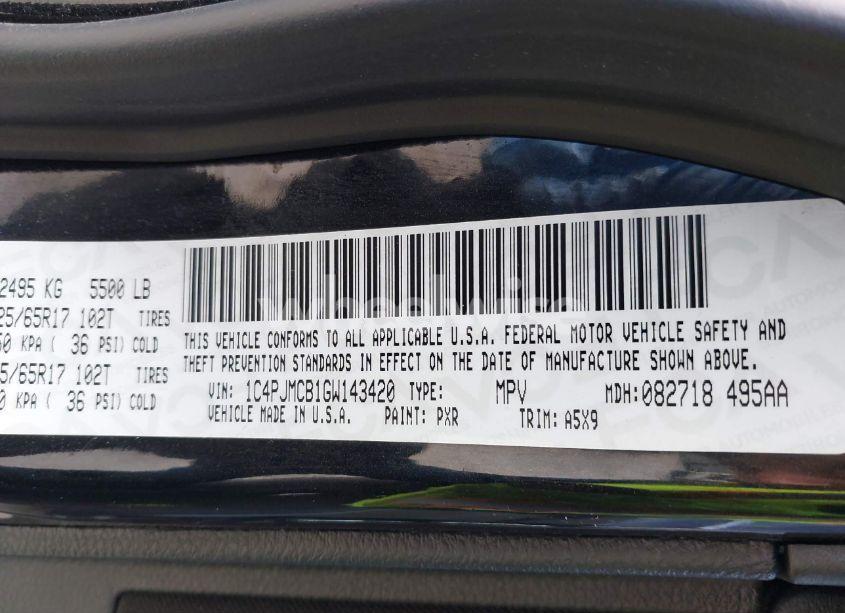 2495 KG 5500 LB
25/65R17 102T TIRES
50 KPA ( 36 PSI) COLD
5/65R17 102T TIRES
0 KPA ( 36 PSI) COLD
THIS VEHICLE CONFORMS TO ALL APPLICABLE U.S.A. FEDERAL MOTOR VEHICLE SAFETY AND
THEFT PREVENTION STANDARDS IN EFFECT ON THE DATE OF MANUFACTURE SHOWN ABOVE.
VIN: 1C4PJMCB1GW143420 TYPE: MPV MDH: 082718 495AA
VEHICLE MADE IN U.S.A. PAINT: PXR TRIM: A5X9